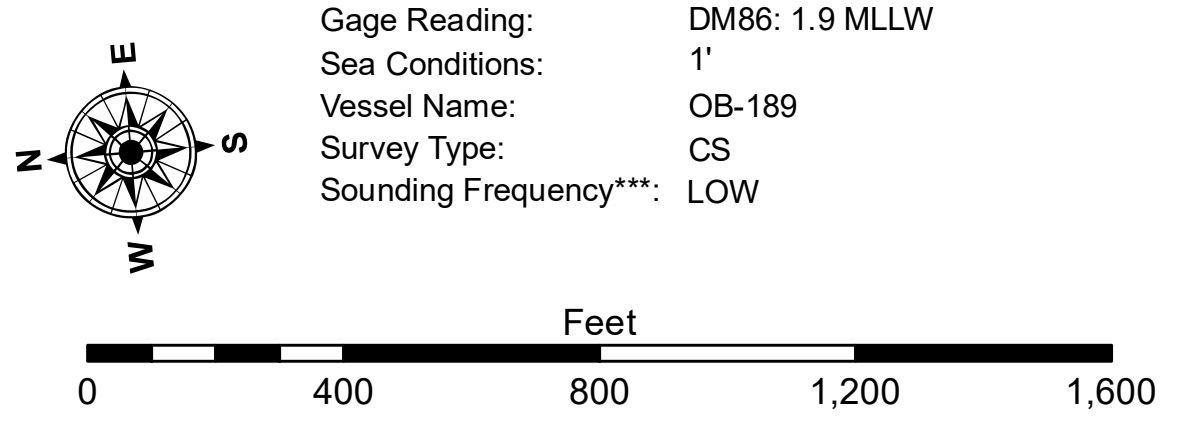 E
N
S
W
Gage Reading: DM86: 1.9 MLLW
Sea Conditions: 1'
Vessel Name: OB-189
Survey Type: CS
Sounding Frequency***: LOW
Feet
0 400 800 1,200 1,600